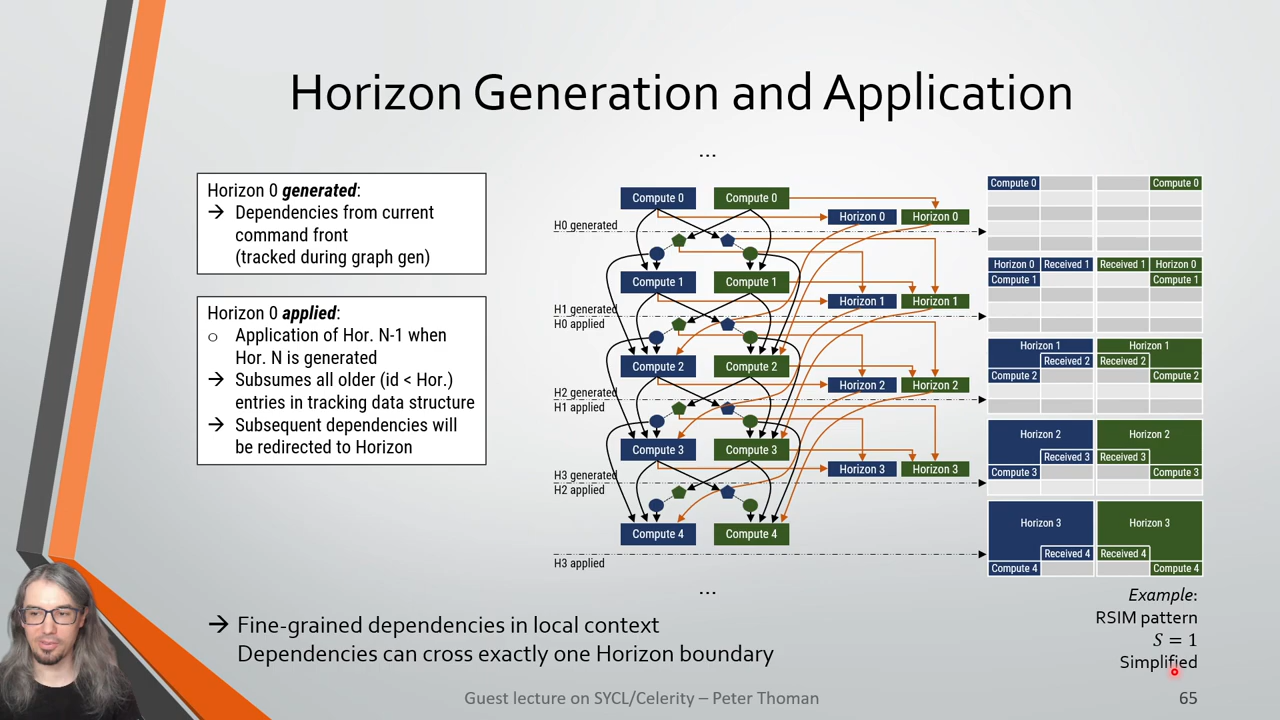 Horizon Generation and Application
Horizon 0 generated:
→ Dependencies from current
command front
(tracked during graph gen)
Horizon 0 applied:
○ Application of Hor. N-1 when
Hor. N is generated
→ Subsumes all older (id < Hor.)
entries in tracking data structure
→ Subsequent dependencies will
be redirected to Horizon
...
Compute 0 Compute 0
Horizon 0 Horizon 0
H0 generated
Compute 1 Compute 1
Horizon 1 Horizon 1
H1 generated
H0 applied
Compute 2 Compute 2
Horizon 2 Horizon 2
H2 generated
H1 applied
Compute 3 Compute 3
Horizon 3 Horizon 3
H3 generated
H2 applied
Compute 4 Compute 4
H3 applied
...
Compute 0 Compute 0
Horizon 0 Received 1 Received 1 Horizon 0
Compute 1 Compute 1
Horizon 1 Horizon 1
Received 2 Received 2
Compute 2 Compute 2
Horizon 2 Horizon 2
Received 3 Received 3
Compute 3 Compute 3
Horizon 3 Horizon 3
Received 4 Received 4
Compute 4 Compute 4
Example:
RSIM pattern
S = 1
Simplified
→ Fine-grained dependencies in local context
Dependencies can cross exactly one Horizon boundary
Guest lecture on SYCL/Celerity – Peter Thoman
65